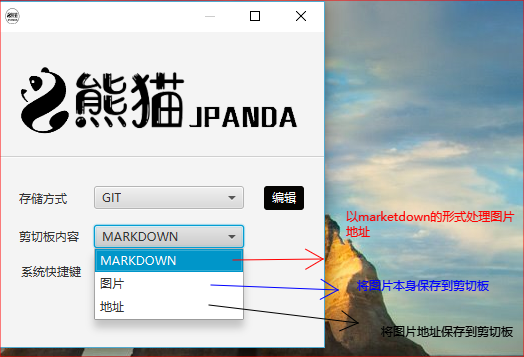 熊猫 JPANDA
存储方式
GIT
编辑
剪切板内容
MARKDOWN
系统快捷键
MARKDOWN
图片
地址
以marketdown的形式处理图片
地址
将图片本身保存到剪切板
将图片地址保存到剪切板